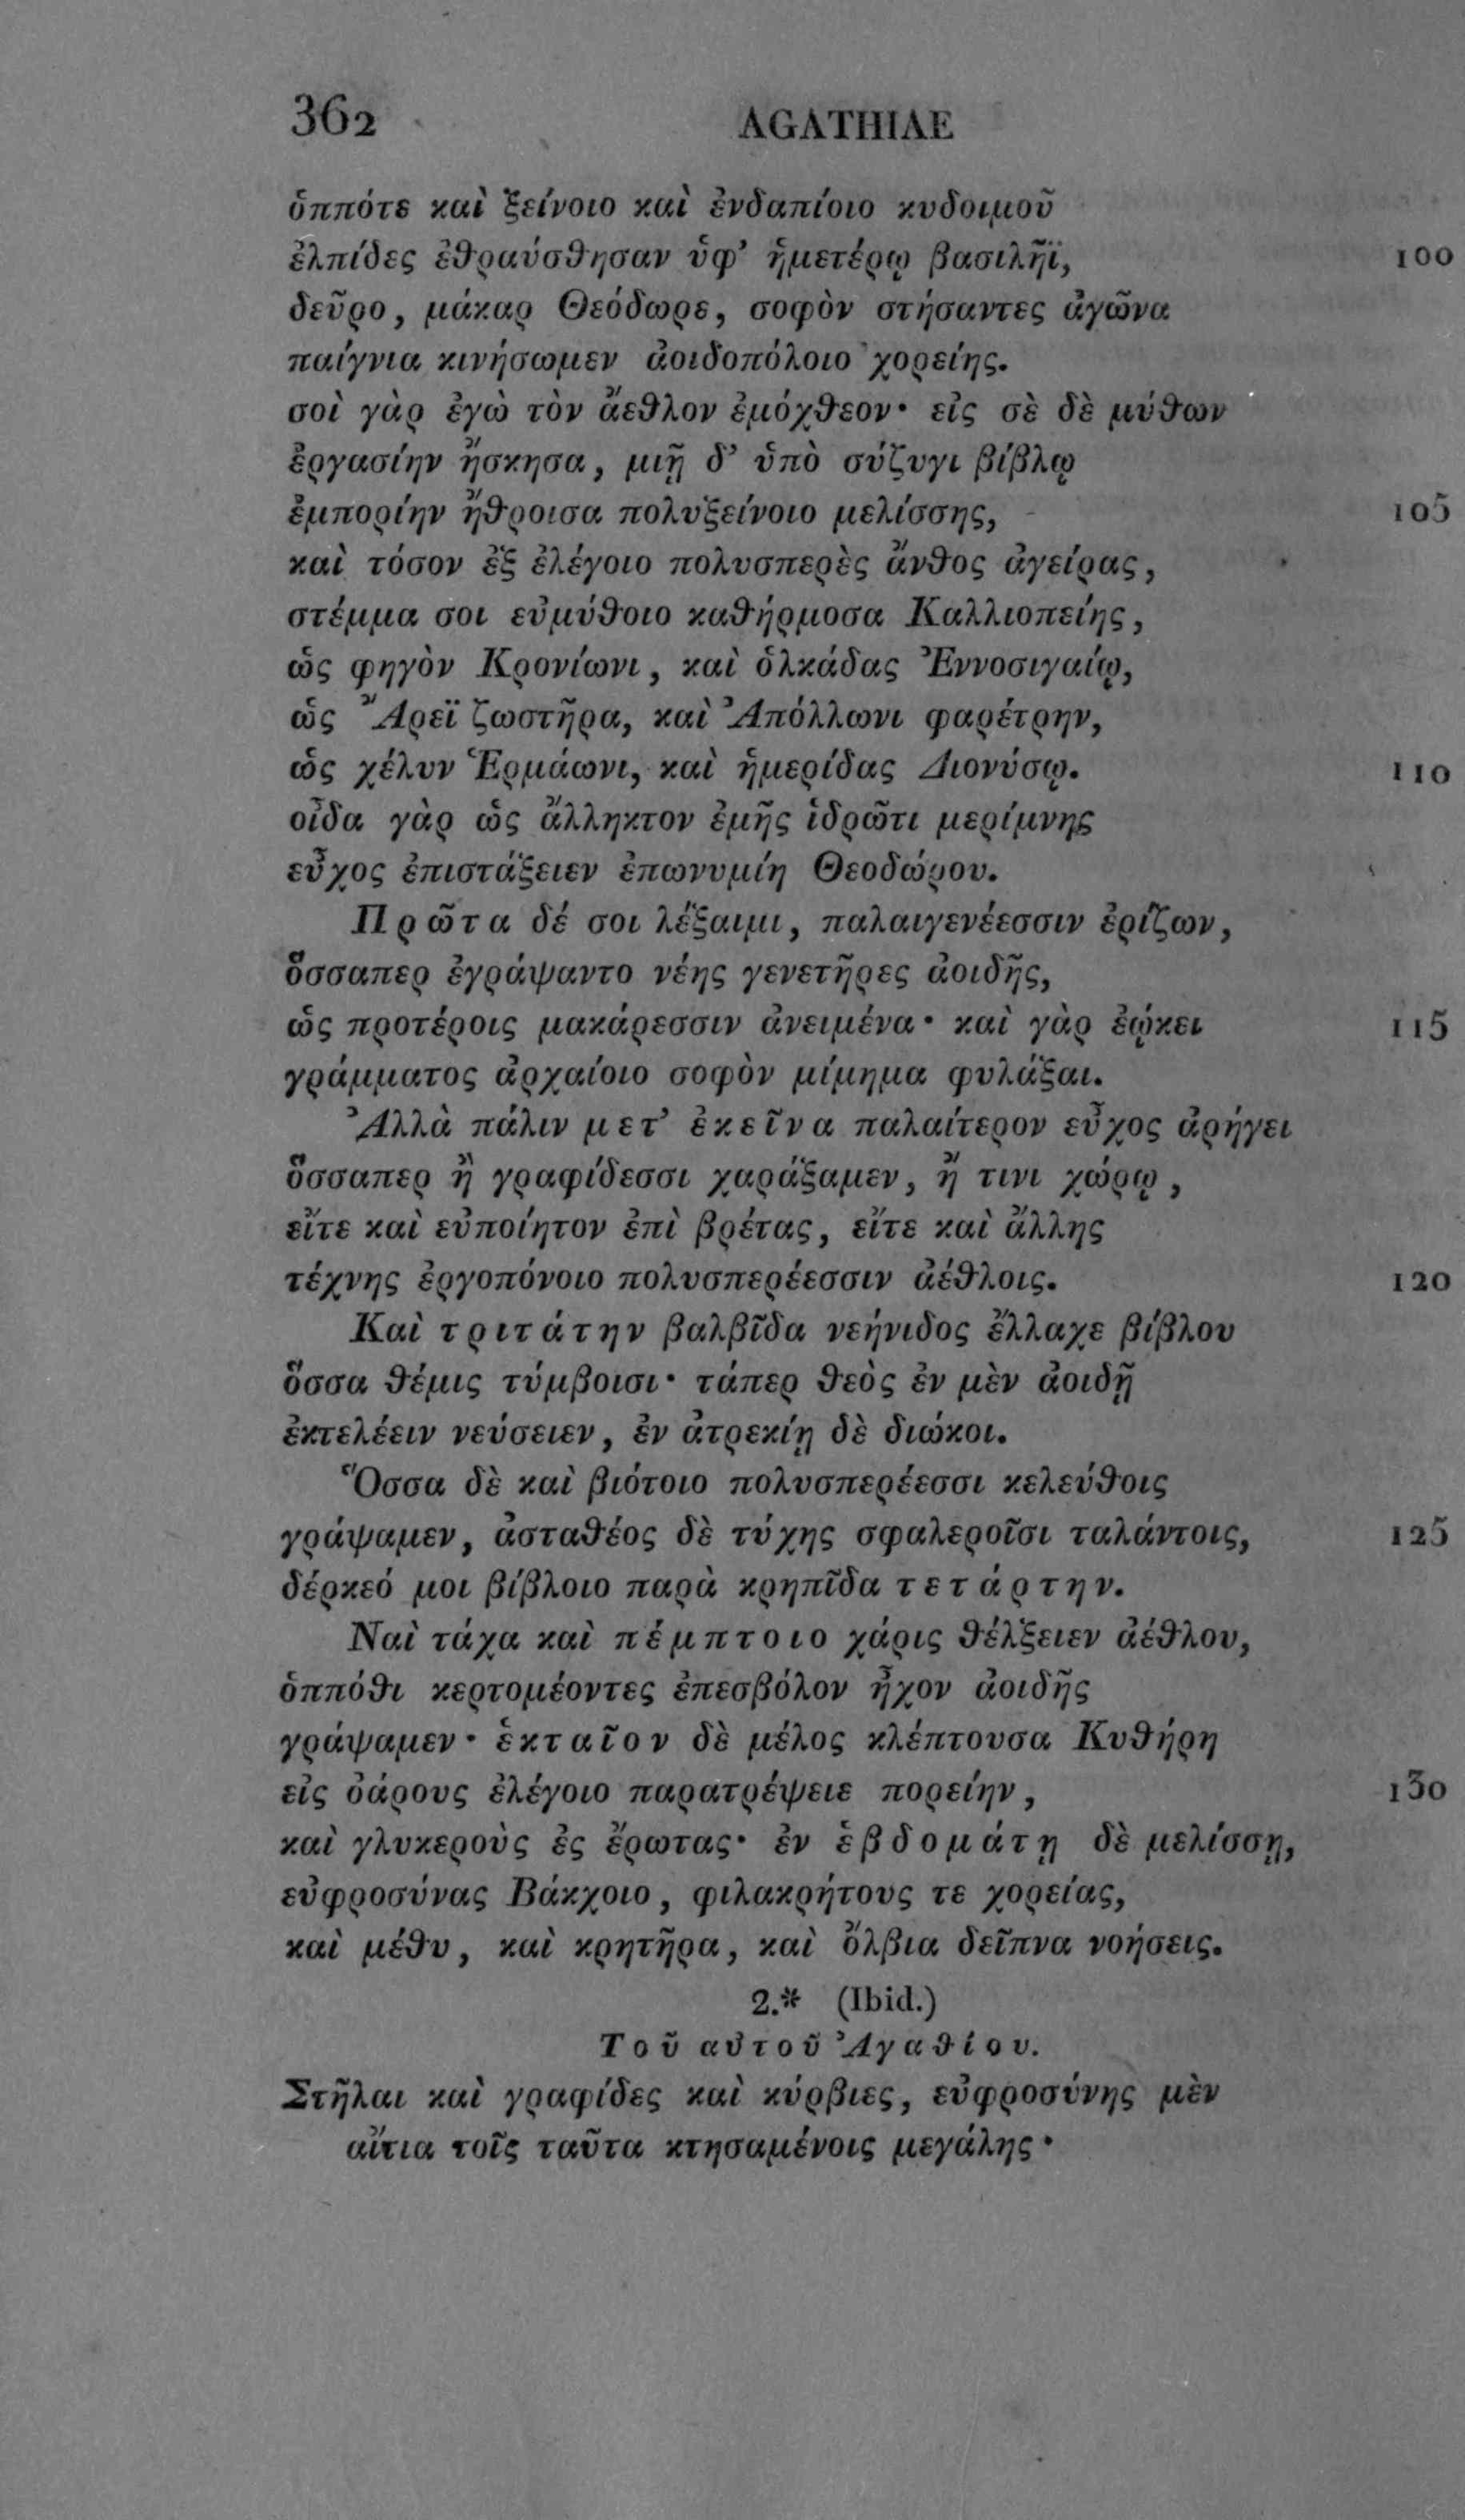 362 AGATHIAE
ὁππότε καὶ ξείνοιο καὶ ἐνδαπίοιο κυδοιμοῦ
ἐλπίδες ἐθραύσθησαν ὑφ’ ἡμετέρῳ βασιλῆϊ, 100
δεῦρο, μάκαρ Θεόδωρε, σοφὸν στήσαντες ἀγῶνα
παίγνια κινήσωμεν ἀοιδοπόλοιο χορείης.
σοὶ γὰρ ἐγὼ τὸν ἄεθλον ἐμόχθεον· εἰς σὲ δὲ μύθων
ἐργασίην ἤσκησα, μιῇ δ’ ὑπὸ σύζυγι βίβλῳ
ἐμπορίην ἤθροισα πολυξείνοιο μελίσσης, 105
καὶ τόσον ἐξ ἐλέγοιο πολυσπερὲς ἄνθος ἀγείρας,
στέμμα σοι εὐμύθοιο καθήρμοσα Καλλιοπείης,
ὡς φηγὸν Κρονίωνι, καὶ ὁλκάδας Ἐννοσιγαίῳ,
ὡς Ἄρεϊ ζωστῆρα, καὶ Ἀπόλλωνι φαρέτρην,
ὡς χέλυν Ἑρμάωνι, καὶ ἡμερίδας Διονύσῳ. 110
οἶδα γὰρ ὡς ἄλληκτον ἐμῆς ἱδρῶτι μερίμνης
εὖχος ἐπιστάξειεν ἐπωνυμίη Θεοδώρου.
Πρῶτα δέ σοι λέξαιμι, παλαιγενέεσσιν ἐρίζων,
ὅσσαπερ ἐγράψαντο νέης γενετῆρες ἀοιδῆς,
ὡς προτέροις μακάρεσσιν ἀνειμένα· καὶ γὰρ ἐῴκει 115
γράμματος ἀρχαίοιο σοφὸν μίμημα φυλάξαι.
Ἀλλὰ πάλιν μετ’ ἐκεῖνα παλαίτερον εὖχος ἀρήγει
ὅσσαπερ ἢ γραφίδεσσι χαράξαμεν, ἤ τινι χώρῳ,
εἴτε καὶ εὐποίητον ἐπὶ βρέτας, εἴτε καὶ ἄλλης
τέχνης ἐργοπόνοιο πολυσπερέεσσιν ἀέθλοις. 120
Καὶ τριτάτην βαλβῖδα νεήνιδος ἔλλαχε βίβλου
ὅσσα θέμις τύμβοισι· τάπερ θεὸς ἐν μὲν ἀοιδῇ
ἐκτελέειν νεύσειεν, ἐν ἀτρεκίῃ δὲ διώκοι.
Ὅσσα δὲ καὶ βιότοιο πολυσπερέεσσι κελεύθοις
γράψαμεν, ἀσταθέος δὲ τύχης σφαλεροῖσι ταλάντοις, 125
δέρκεό μοι βίβλοιο παρὰ κρηπῖδα τετάρτην.
Ναὶ τάχα καὶ πέμπτοιο χάρις θέλξειεν ἀέθλου,
ὁππόθι κερτομέοντες ἐπεσβόλον ἦχον ἀοιδῆς
γράψαμεν· ἑκταῖον δὲ μέλος κλέπτουσα Κυθήρη
εἰς ὀάρους ἐλέγοιο παρατρέψειε πορείην, 130
καὶ γλυκεροὺς ἐς ἔρωτας· ἐν ἑβδομάτῃ δὲ μελίσσῃ,
εὐφροσύνας Βάκχοιο, φιλακρήτους τε χορείας,
καὶ μέθυ, καὶ κρητῆρα, καὶ ὄλβια δεῖπνα νοήσεις.
2.* (Ibid.)
Τοῦ αὐτοῦ Ἀγαθίου.
Στῆλαι καὶ γραφίδες καὶ κύρβιες, εὐφροσύνης μὲν
αἴτια τοῖς ταῦτα κτησαμένοις μεγάλης·